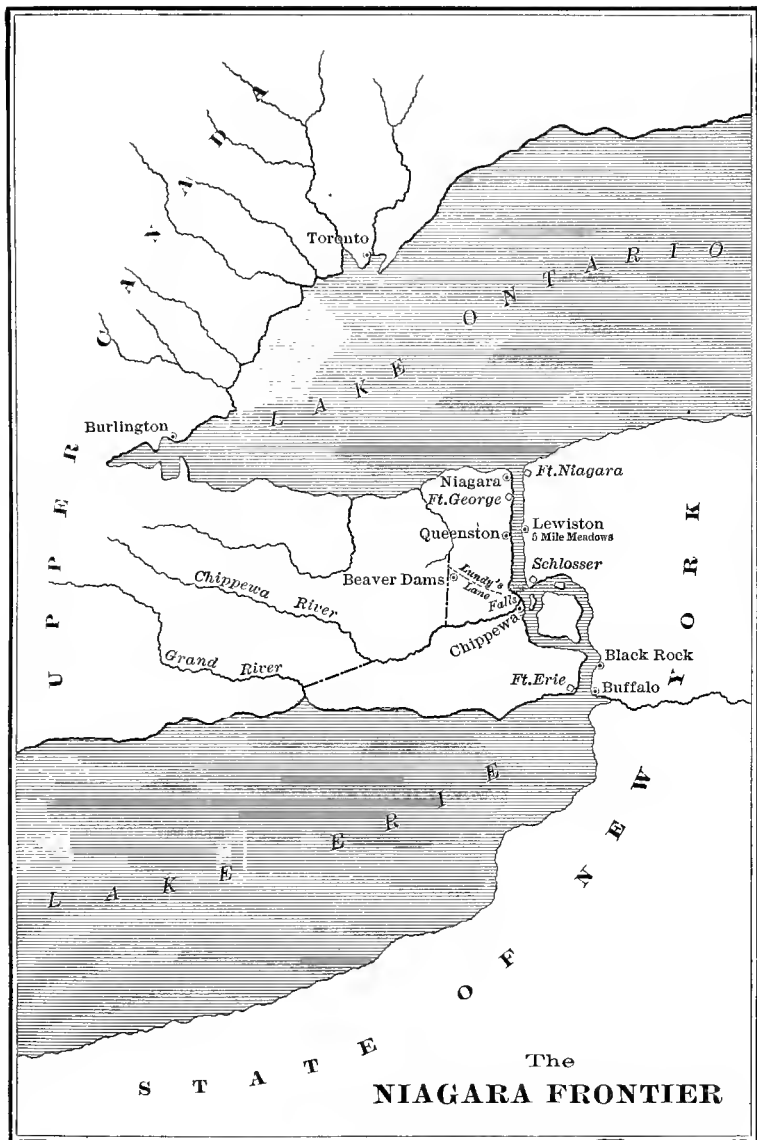 UPPER CANADA
Toronto
LAKE ONTARIO
Burlington
Niagara
Ft. Niagara
Ft. George
Queenston
Lewiston
5 Mile Meadows
Schlosser
Beaver Dams
Lundy's
Lane
Falls
Chippewa River
Chippewa
Grand River
Black Rock
Ft. Erie
Buffalo
LAKE ERIE
STATE OF NEW YORK
The
NIAGARA FRONTIER